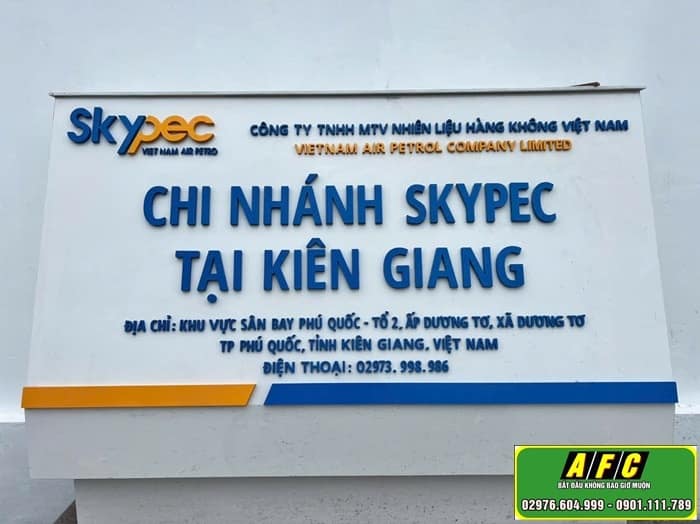 Skypec
VIET NAM AIR PETRO
CÔNG TY TNHH MTV NHIÊN LIỆU HÀNG KHÔNG VIỆT NAM
VIETNAM AIR PETROL COMPANY LIMITED
CHI NHÁNH SKYPEC
TẠI KIÊN GIANG
ĐỊA CHỈ: KHU VỰC SÂN BAY PHÚ QUỐC - TỔ 2, ẤP DƯƠNG TƠ, XÃ DƯƠNG TƠ
TP PHÚ QUỐC, TỈNH KIÊN GIANG, VIỆT NAM
ĐIỆN THOẠI: 02973.998.986
AFC
BẮT ĐẦU KHÔNG BAO GIỜ MUỘN
02976.604.999 - 0901.111.789